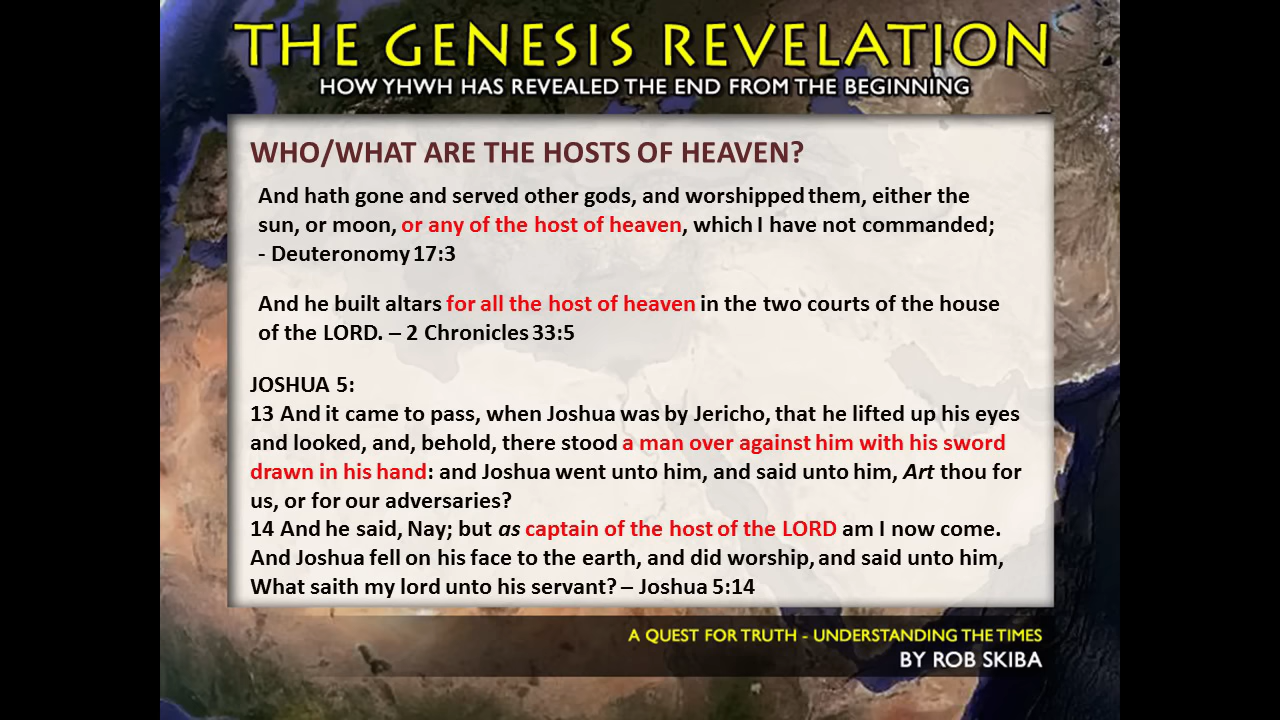 THE GENESIS REVELATION
HOW YHWH HAS REVEALED THE END FROM THE BEGINNING
WHO/WHAT ARE THE HOSTS OF HEAVEN?
And hath gone and served other gods, and worshipped them, either the
sun, or moon, or any of the host of heaven, which I have not commanded;
- Deuteronomy 17:3
And he built altars for all the host of heaven in the two courts of the house
of the LORD. – 2 Chronicles 33:5
JOSHUA 5:
13 And it came to pass, when Joshua was by Jericho, that he lifted up his eyes
and looked, and, behold, there stood a man over against him with his sword
drawn in his hand: and Joshua went unto him, and said unto him, Art thou for
us, or for our adversaries?
14 And he said, Nay; but as captain of the host of the LORD am I now come.
And Joshua fell on his face to the earth, and did worship, and said unto him,
What saith my lord unto his servant? – Joshua 5:14
A QUEST FOR TRUTH - UNDERSTANDING THE TIMES
BY ROB SKIBA